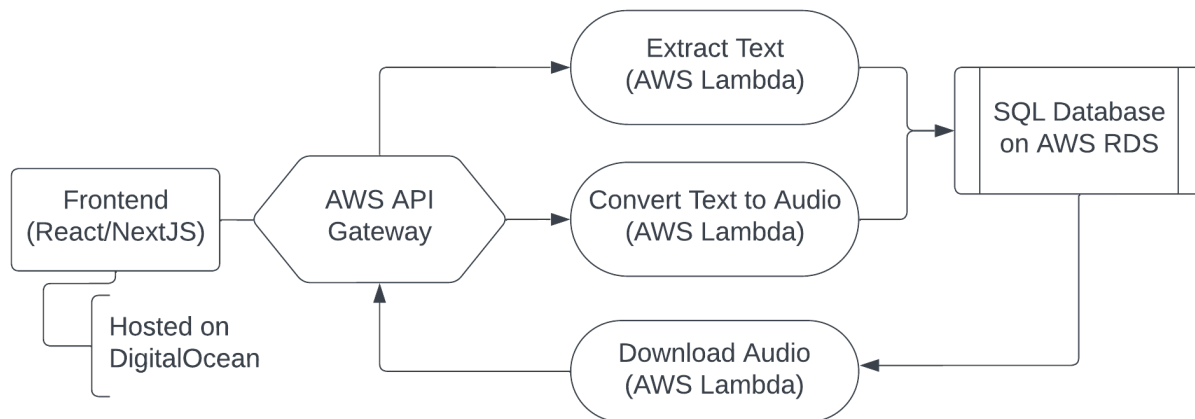 Extract Text
(AWS Lambda)
SQL Database
on AWS RDS
Frontend
(React/NextJS)
AWS API
Gateway
Convert Text to Audio
(AWS Lambda)
Hosted on
DigitalOcean
Download Audio
(AWS Lambda)